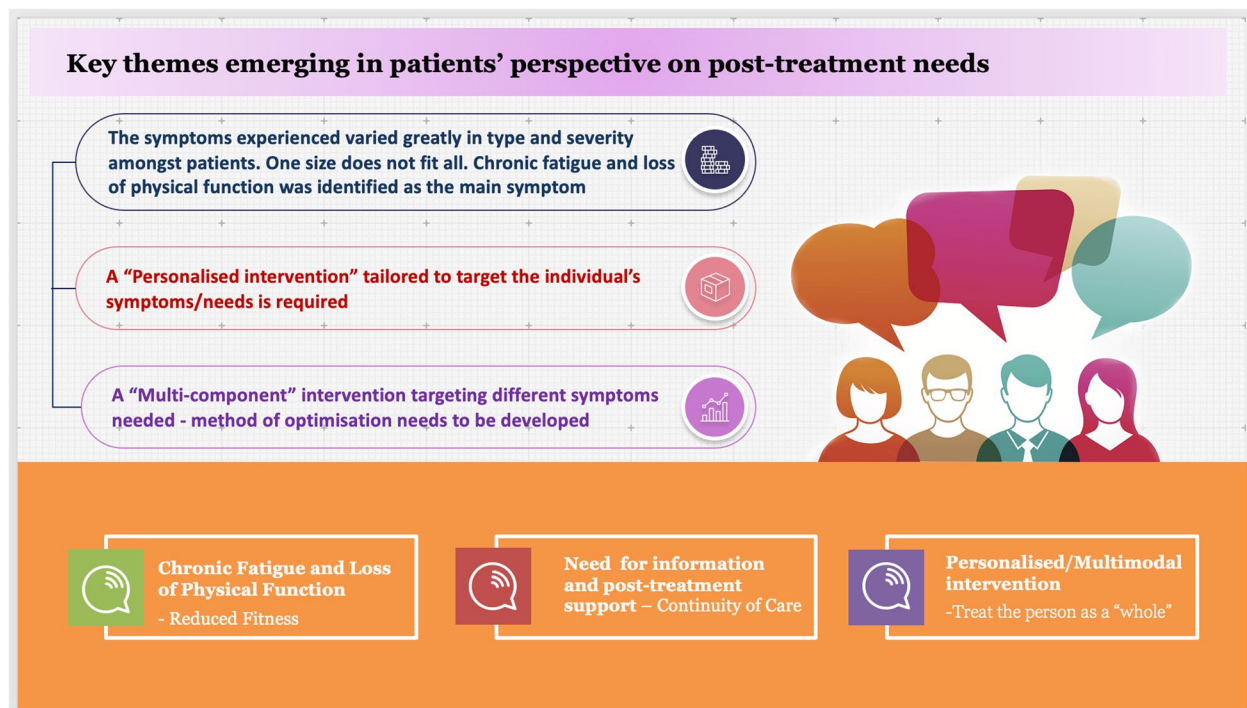 Key themes emerging in patients’ perspective on post-treatment needs
The symptoms experienced varied greatly in type and severity
amongst patients. One size does not fit all. Chronic fatigue and loss
of physical function was identified as the main symptom
A “Personalised intervention” tailored to target the individual’s
symptoms/needs is required
A “Multi-component” intervention targeting different symptoms
needed - method of optimisation needs to be developed
Chronic Fatigue and Loss
of Physical Function
- Reduced Fitness
Need for information
and post-treatment
support – Continuity of Care
Personalised/Multimodal
intervention
-Treat the person as a “whole”